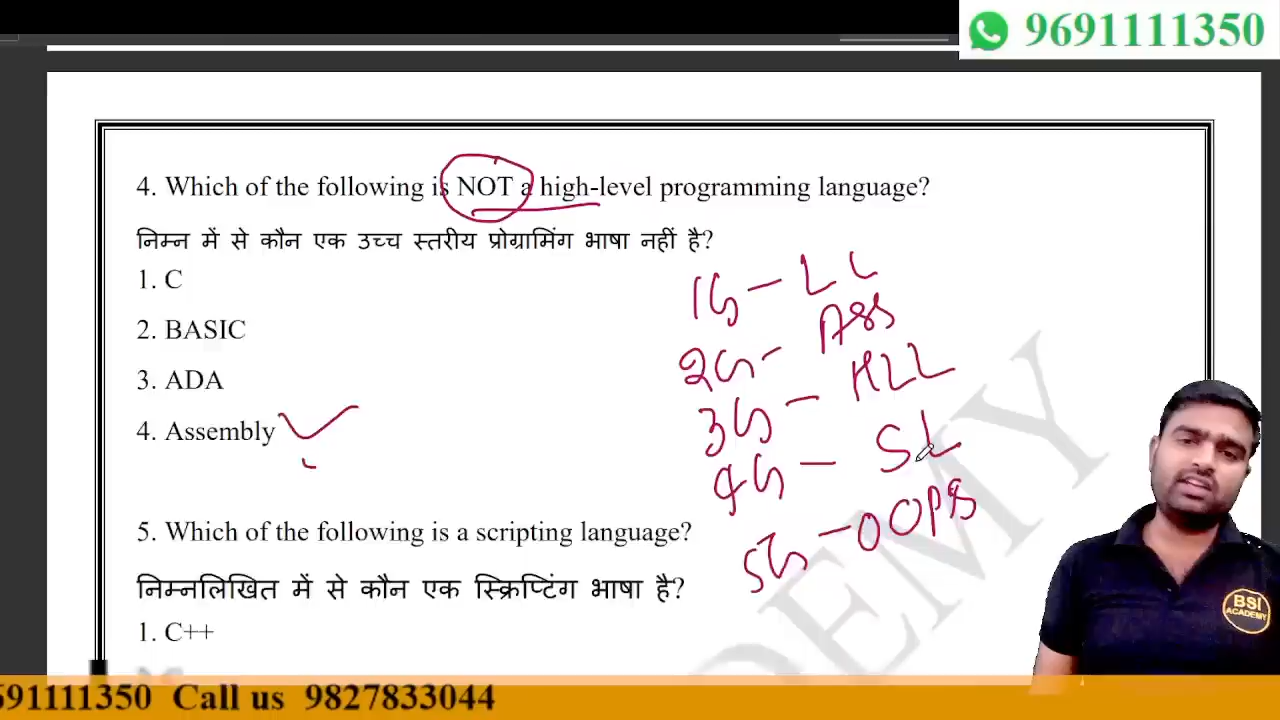 9691111350
4. Which of the following is NOT a high-level programming language?
निम्न में से कौन एक उच्च स्तरीय प्रोग्रामिंग भाषा नहीं है?
1. C
2. BASIC
3. ADA
4. Assembly
1G - LL
2G - Ass
3G - HLL
4G - SL
5G - OOPS
5. Which of the following is a scripting language?
निम्नलिखित में से कौन एक स्क्रिप्टिंग भाषा है?
1. C++
DEMY
BSI
ACADEMY
691111350 Call us 9827833044